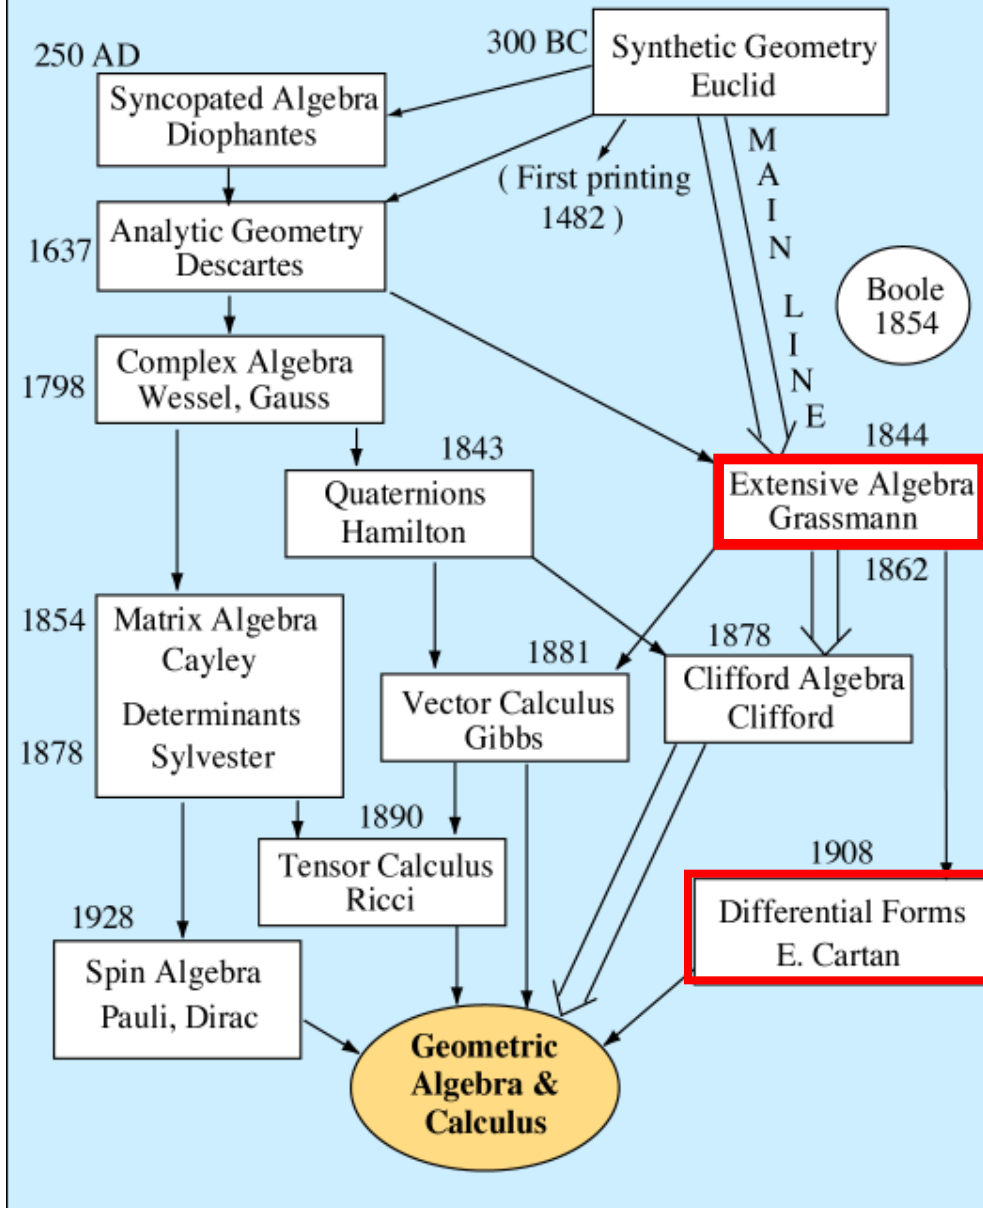 300 BC
Synthetic Geometry
Euclid
250 AD
Syncopated Algebra
Diophantes
MAIN LINE
( First printing
1482 )
1637
Analytic Geometry
Descartes
Boole
1854
1798
Complex Algebra
Wessel, Gauss
1843
Quaternions
Hamilton
1844
Extensive Algebra
Grassmann
1862
1854
Matrix Algebra
Cayley
Determinants
1878
Sylvester
1881
Vector Calculus
Gibbs
1878
Clifford Algebra
Clifford
1890
Tensor Calculus
Ricci
1908
Differential Forms
E. Cartan
1928
Spin Algebra
Pauli, Dirac
Geometric
Algebra &
Calculus